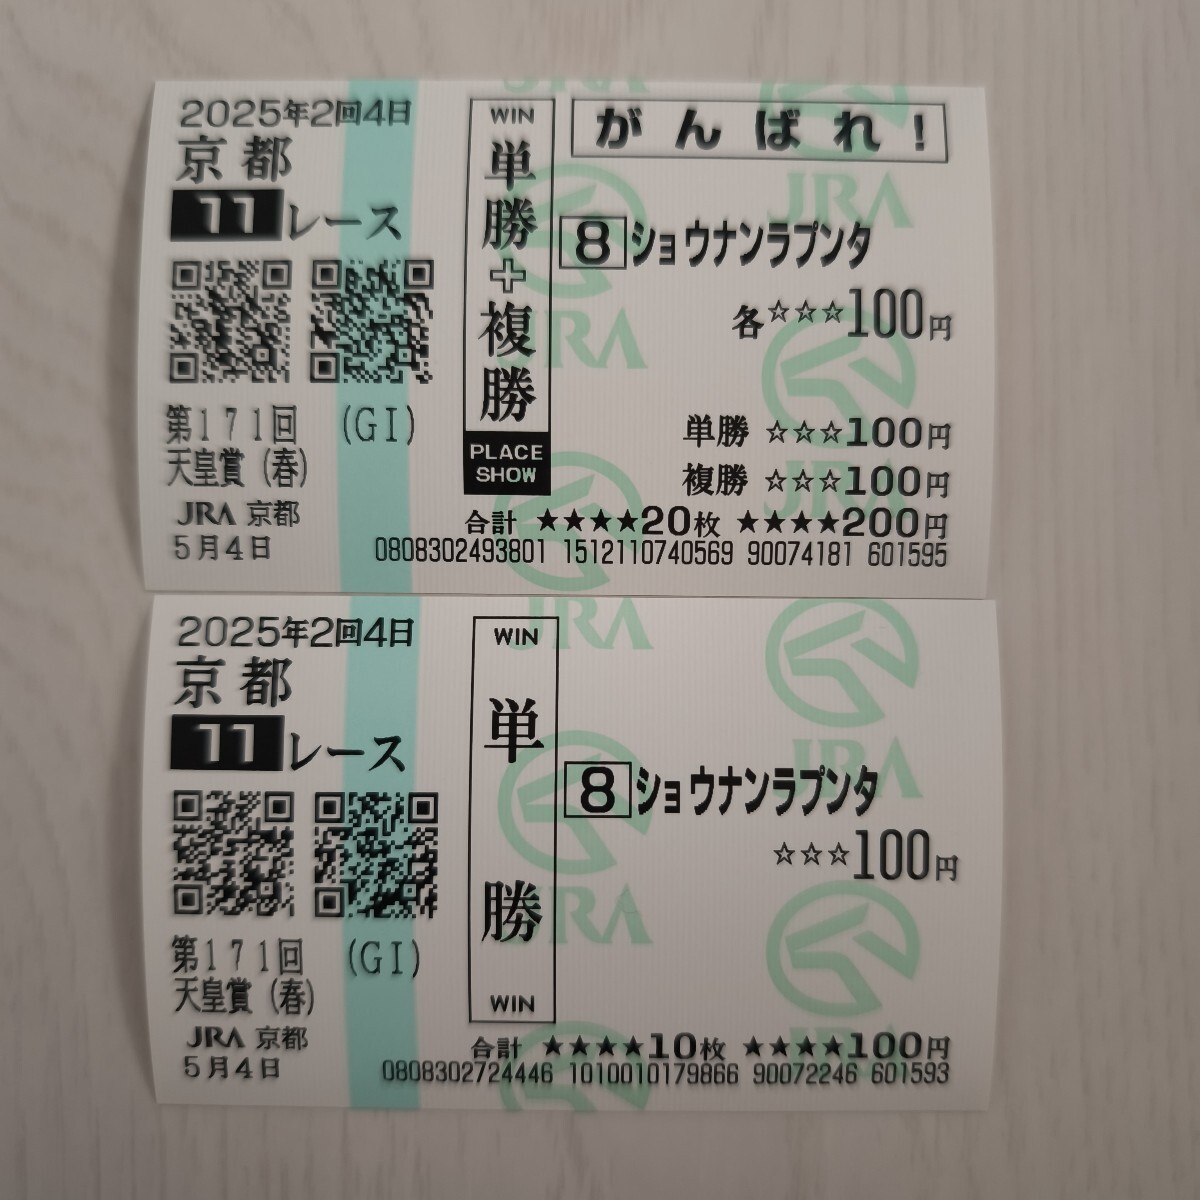 2025年2回4日
京都
11レース
第171回 (GI)
天皇賞(春)
JRA 京都
5月4日
WIN
単勝+複勝
PLACE
SHOW
がんばれ!
8 ショウナンラプンタ
各☆☆☆100円
単勝 ☆☆☆100円
複勝 ☆☆☆100円
合計 ★★★★20枚 ★★★★200円
0808302493801 1512110740569 90074181 601595
2025年2回4日
京都
11レース
第171回 (GI)
天皇賞(春)
JRA 京都
5月4日
WIN
単勝
WIN
8 ショウナンラプンタ
☆☆☆100円
合計 ★★★★10枚 ★★★★100円
0808302724446 1010010179866 90072246 601593
JRA
JRA
JRA
JRA
JRA
JRA
JRA